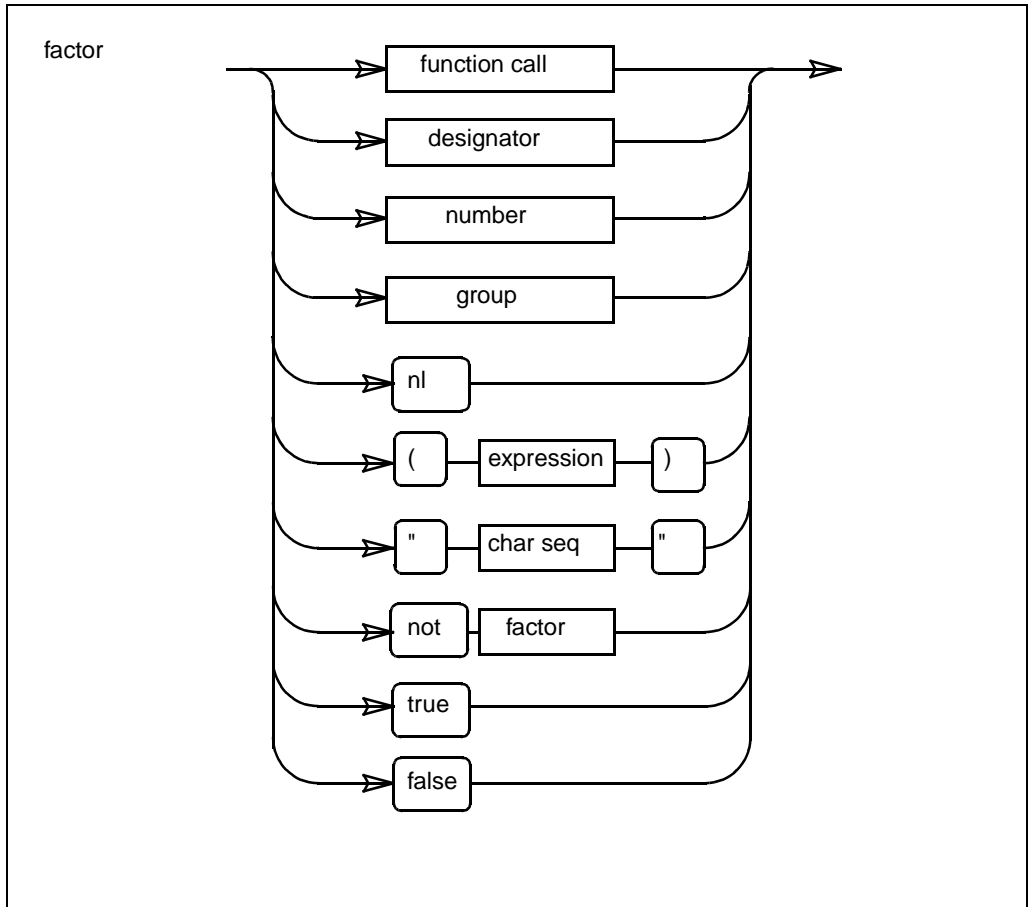 factor
function call
designator
number
group
nl
( expression )
" char seq "
not factor
true
false